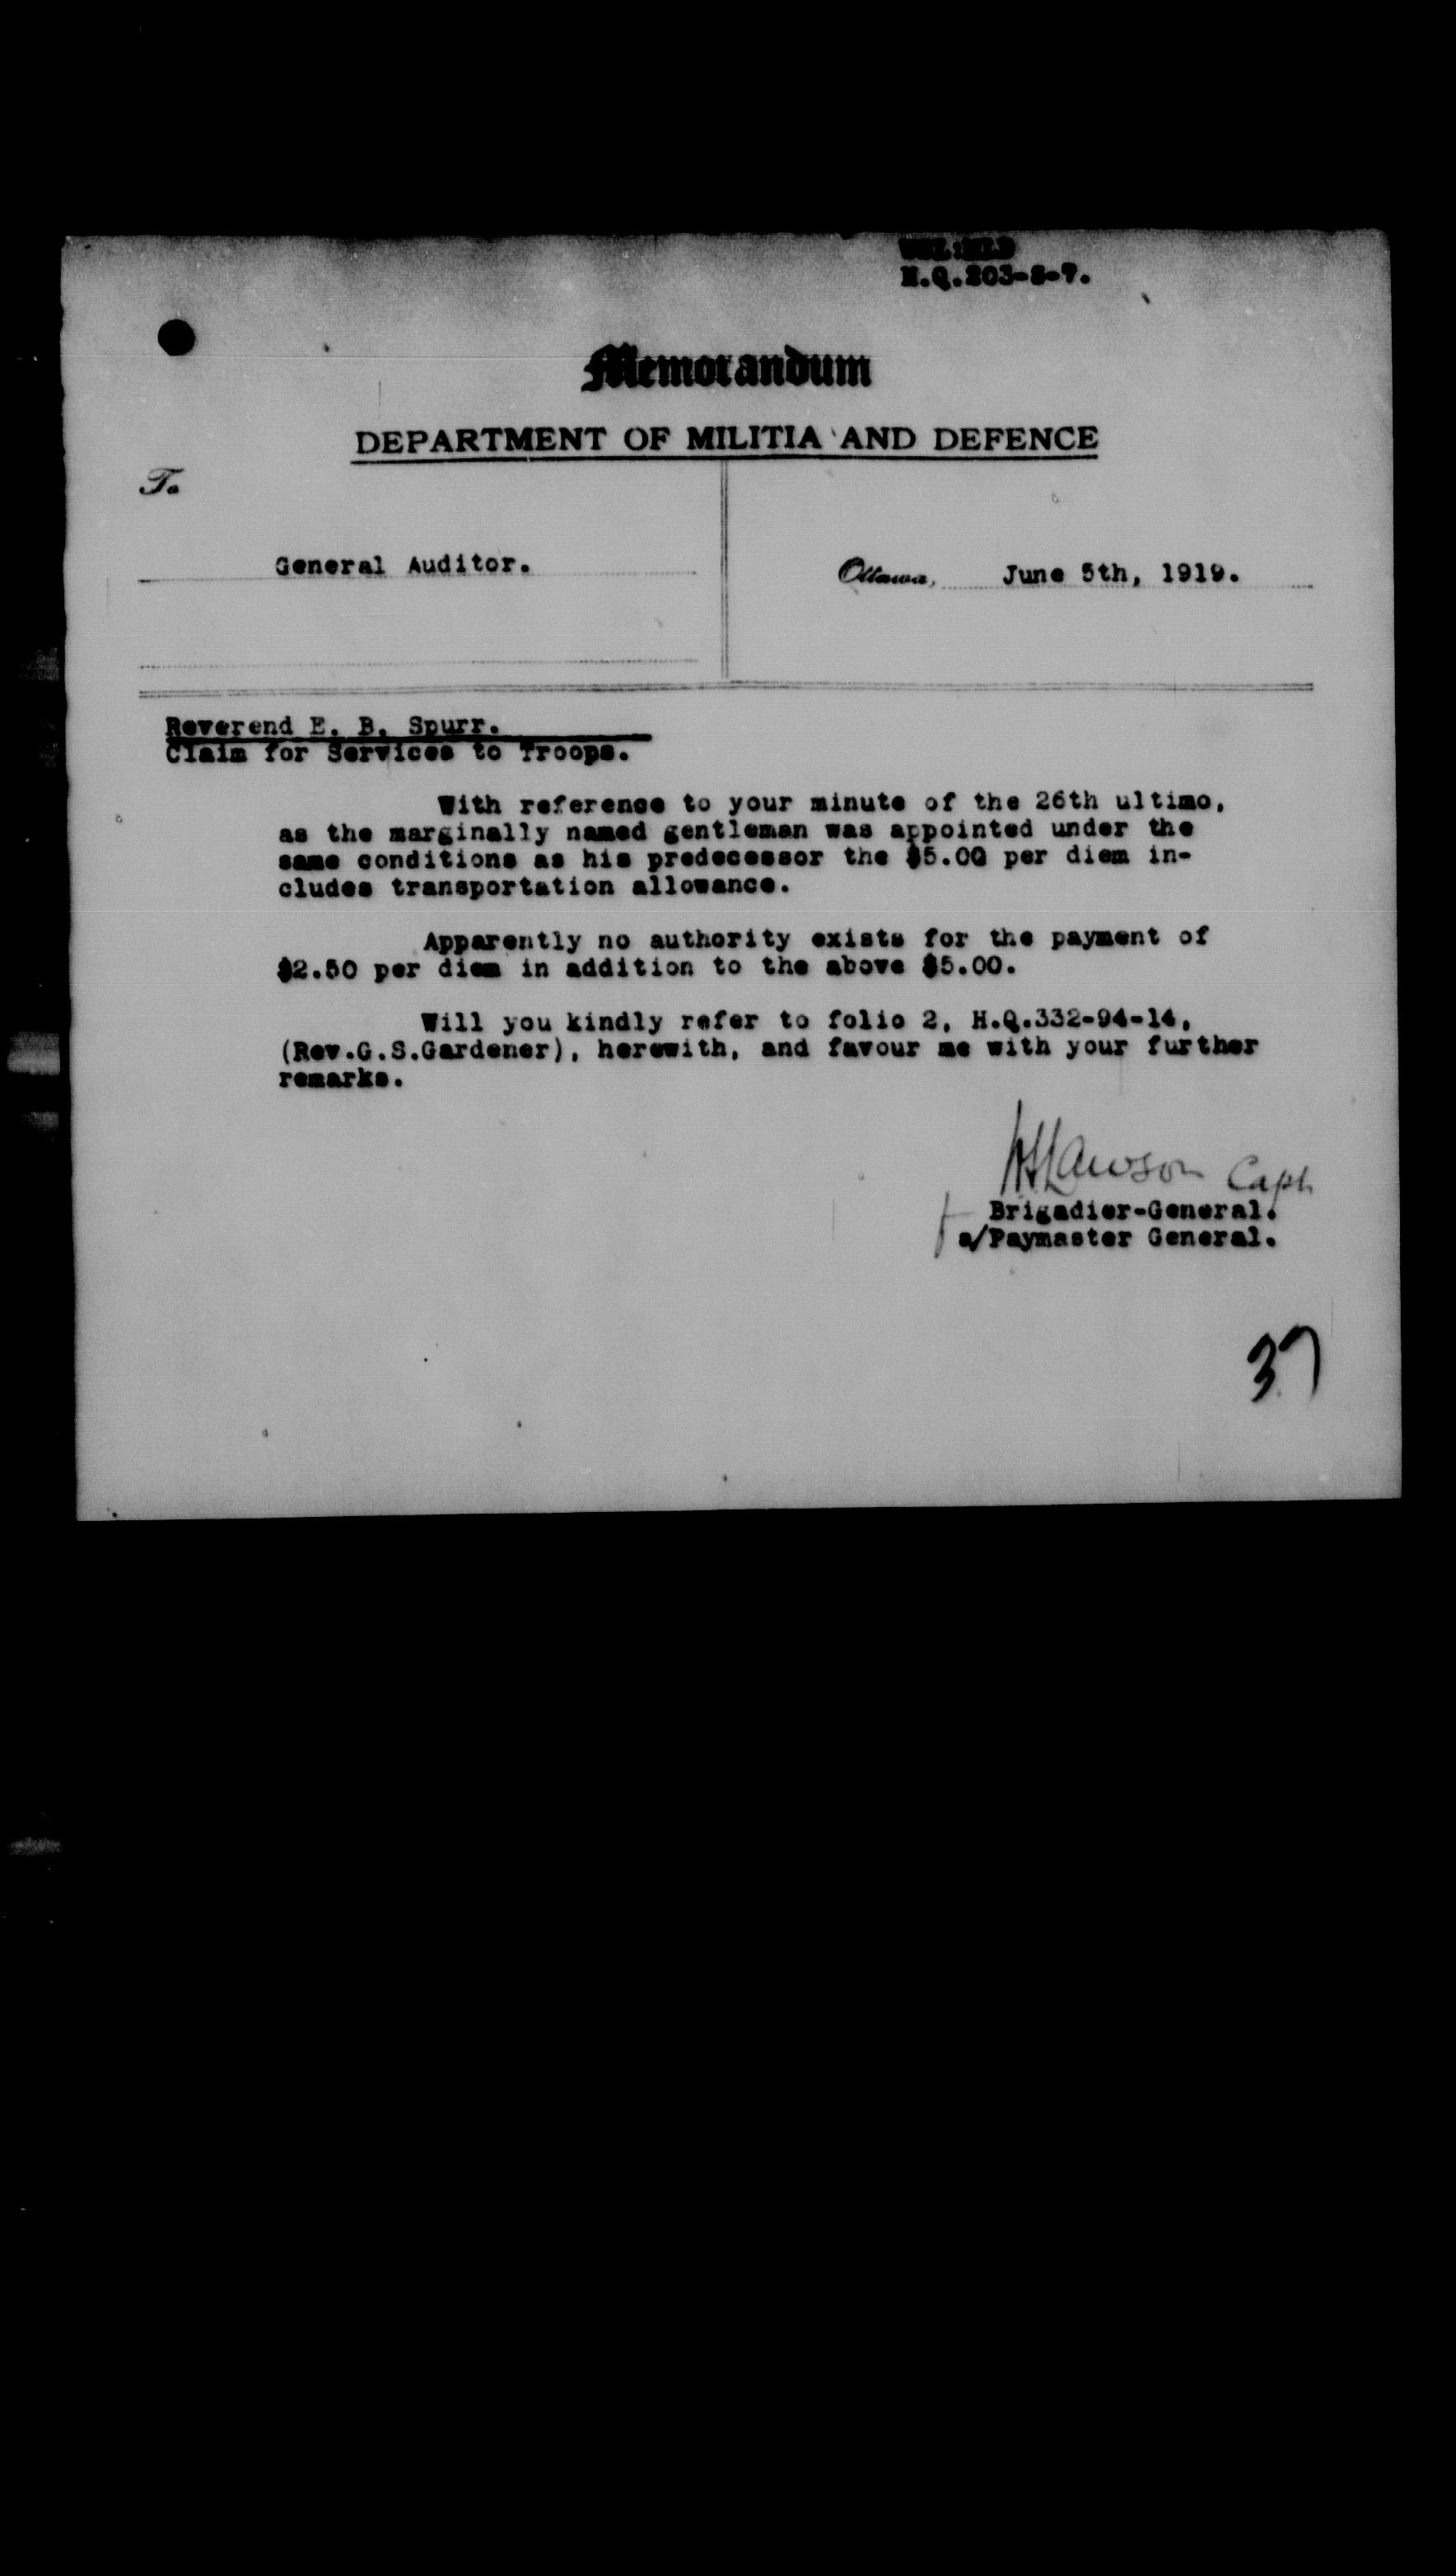 H.Q.203-8-7.
Memorandum
DEPARTMENT OF MILITIA AND DEFENCE
To
General Auditor.
Ottawa, June 5th, 1919.
Reverend E. B. Spurr.
Claim for Services to Troops.
With reference to your minute of the 26th ultimo,
as the marginally named gentleman was appointed under the
same conditions as his predecessor the $5.00 per diem in-
cludes transportation allowance.
Apparently no authority exists for the payment of
$2.50 per diem in addition to the above $5.00.
Will you kindly refer to folio 2, H.Q.332-94-14,
(Rev.G.S.Gardener), herewith, and favour me with your further
remarks.
Lawson Capt
Brigadier-General.
a/Paymaster General.
37